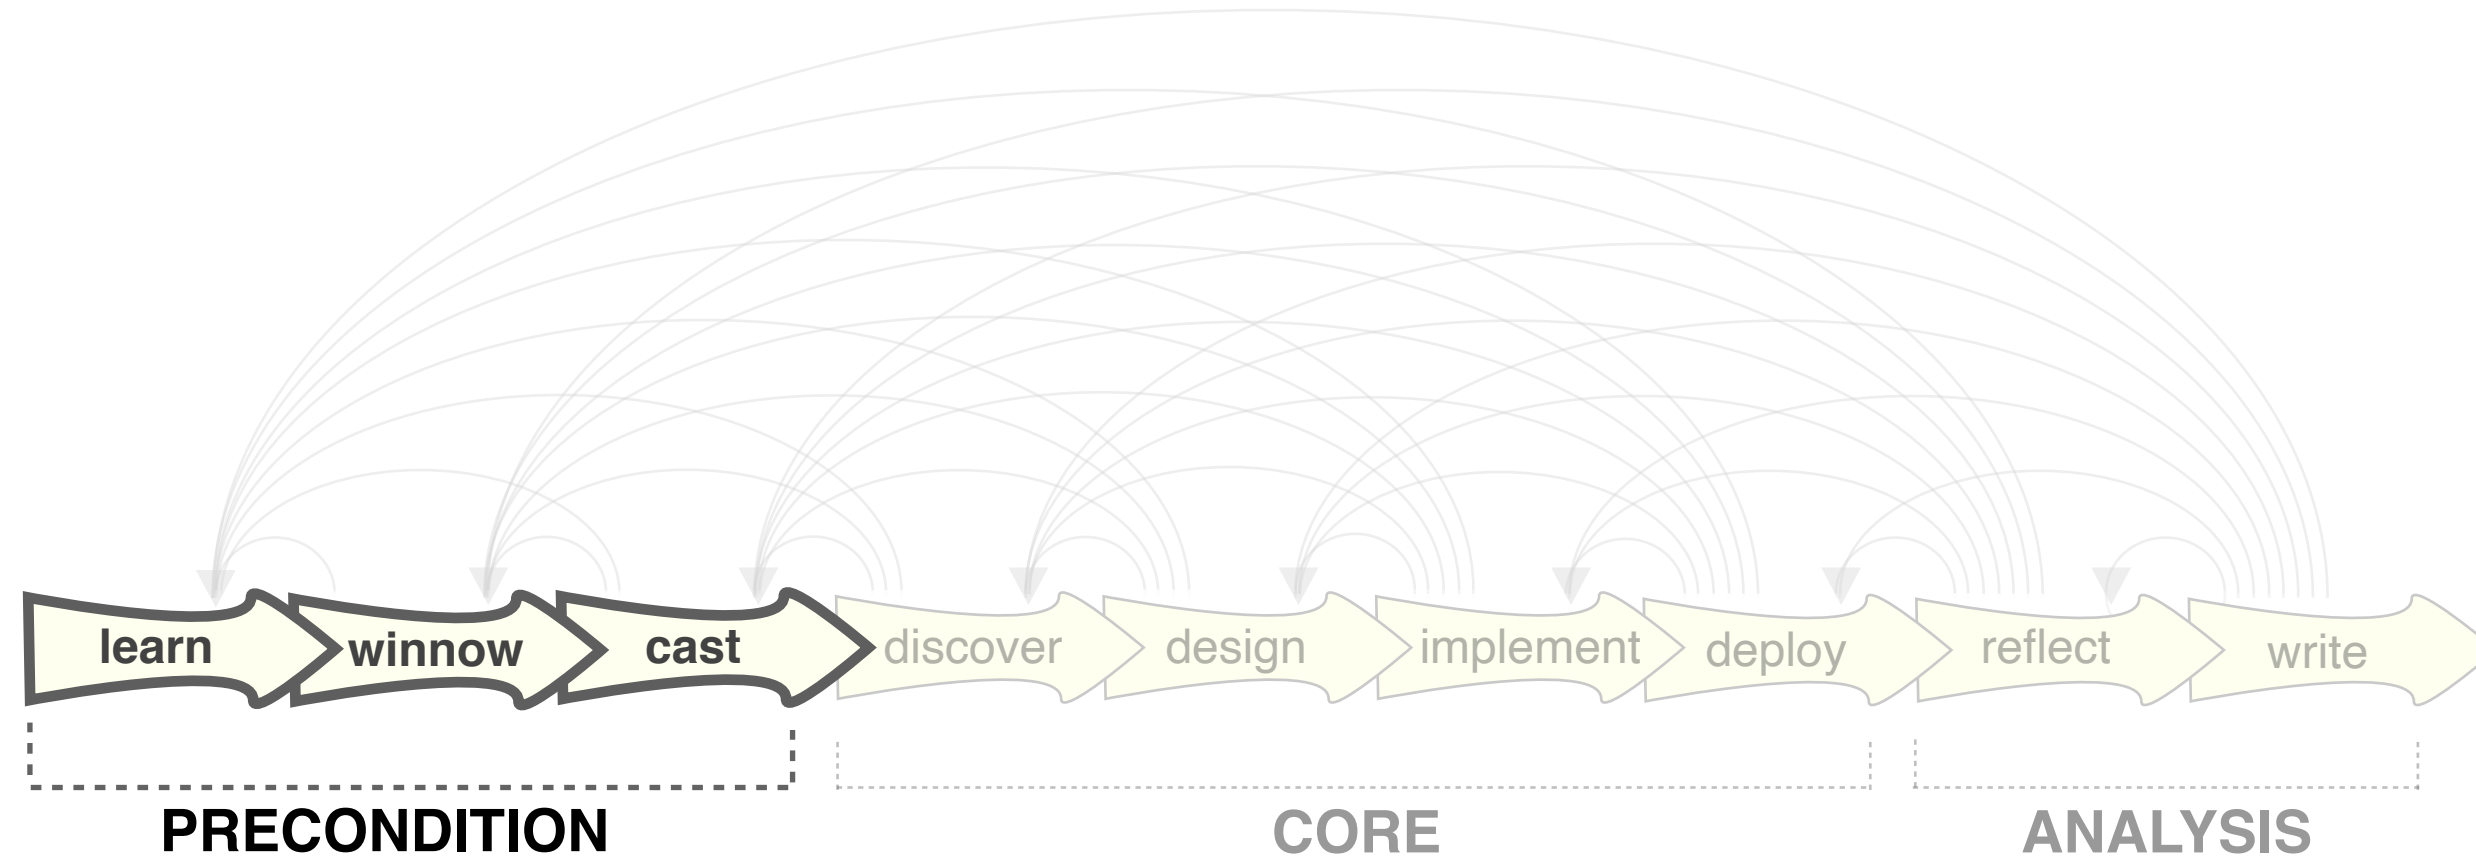 learn winnow cast discover design implement deploy reflect write
PRECONDITION CORE ANALYSIS